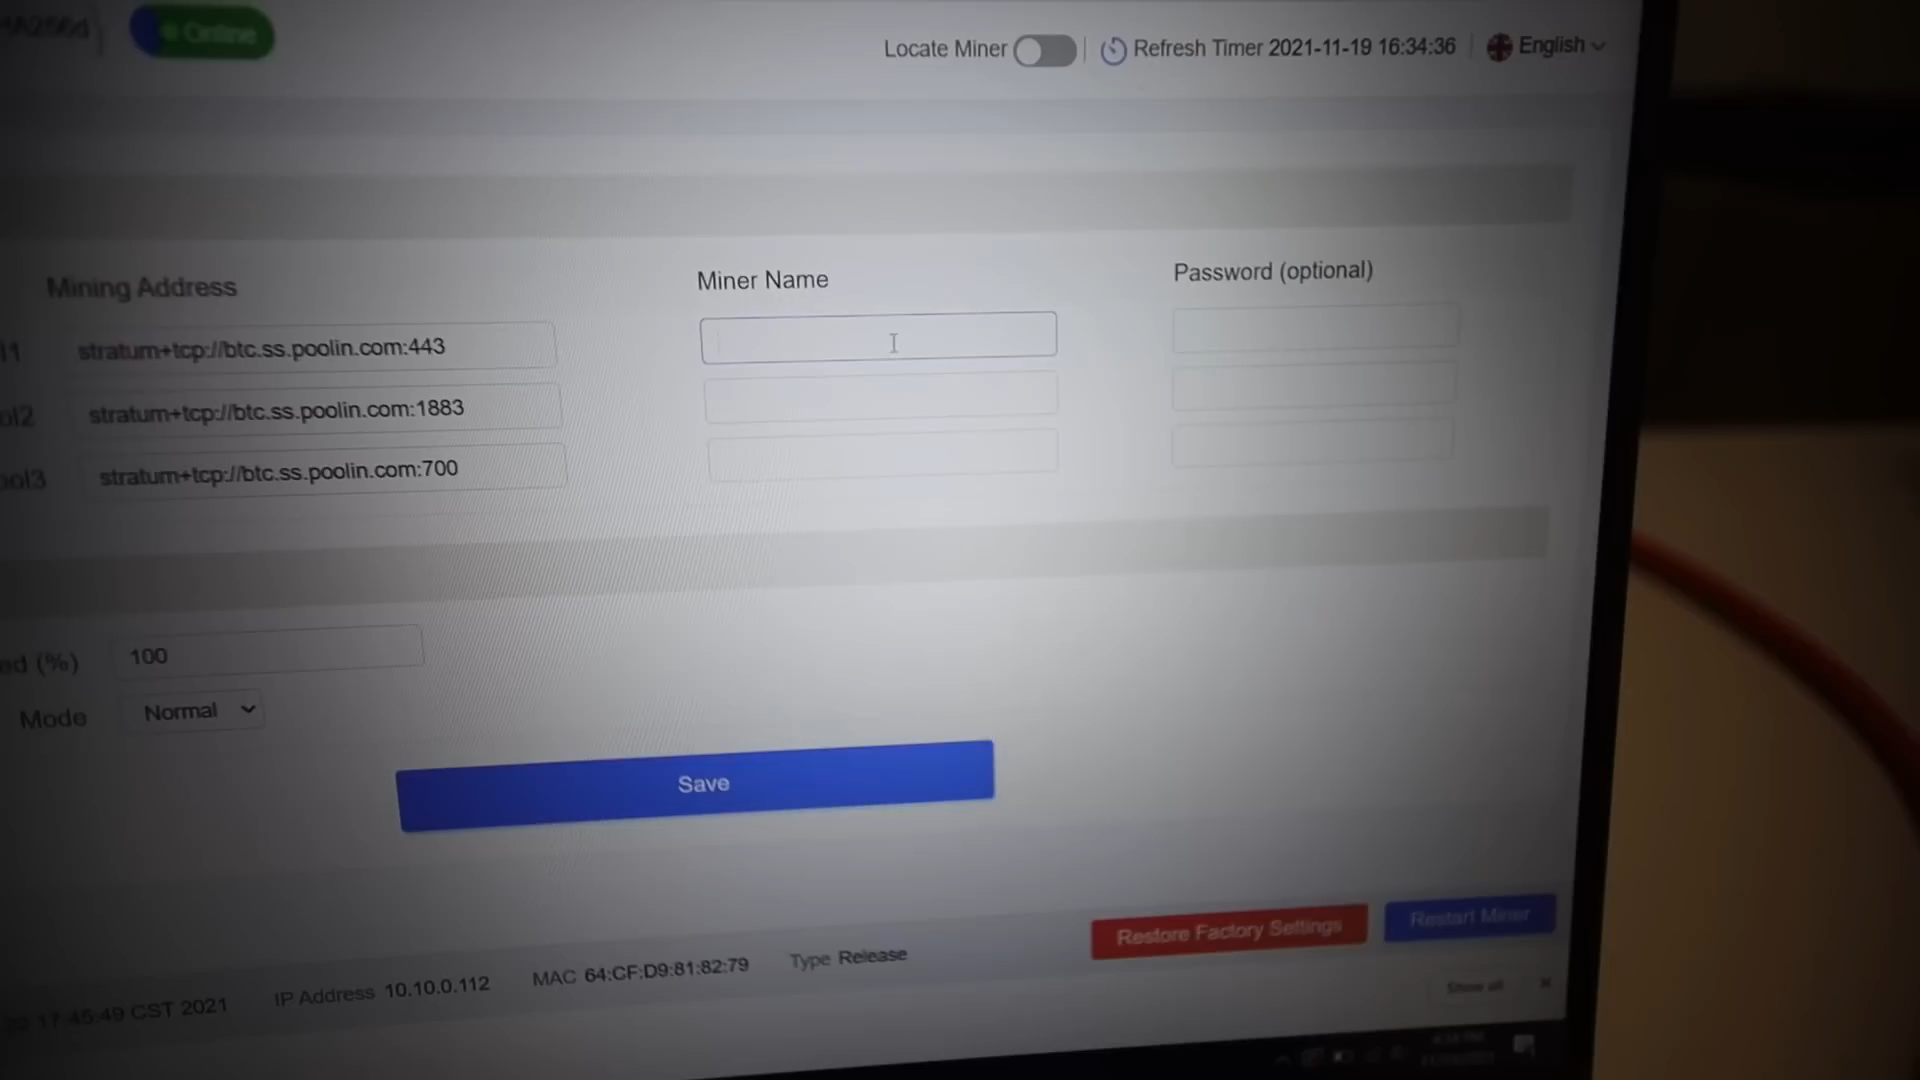 Online
Locate Miner
Refresh Timer 2021-11-19 16:34:36
English
Mining Address
Miner Name
Password (optional)
stratum+tcp://btc.ss.poolin.com:443
stratum+tcp://btc.ss.poolin.com:1883
stratum+tcp://btc.ss.poolin.com:700
(%)
100
Mode
Normal
Save
Restore Factory Settings
Restart Miner
17:45:49 CST 2021
IP Address 10.10.0.112
MAC 64:CF:D9:81:82:79
Type Release
Show all